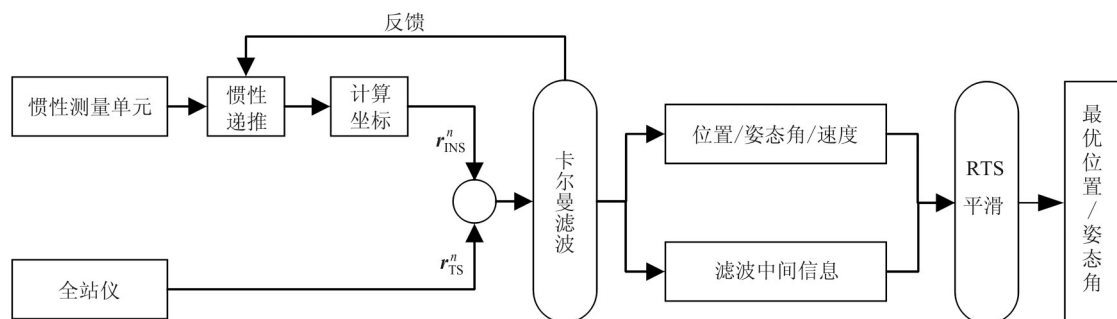 反馈
惯性测量单元
惯性
递推
计算
坐标
r_INS^n
r_TS^n
全站仪
卡尔曼滤波
位置/姿态角/速度
滤波中间信息
RTS
平滑
最优位置/姿态角